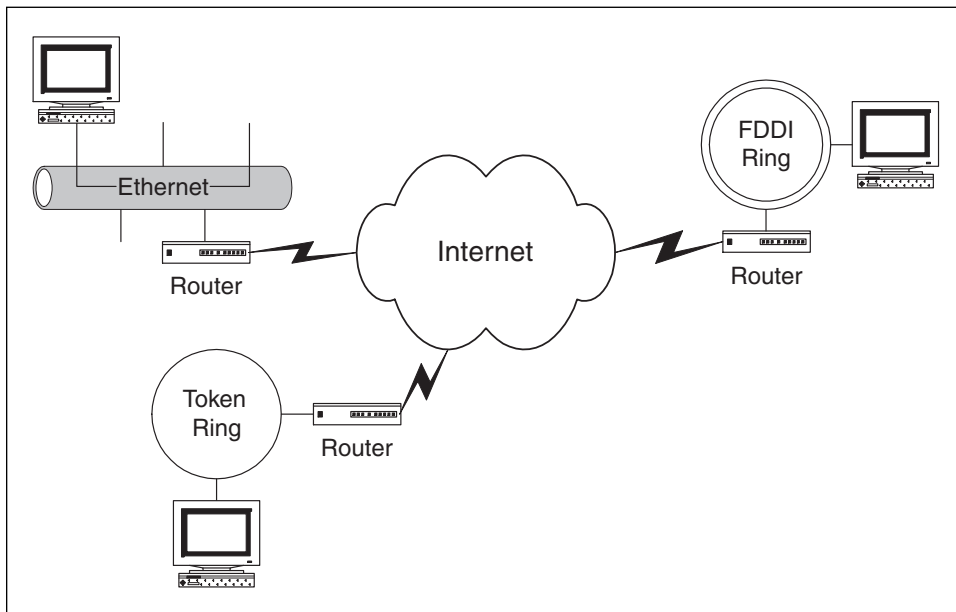 Ethernet
Router
Internet
FDDI
Ring
Router
Token
Ring
Router